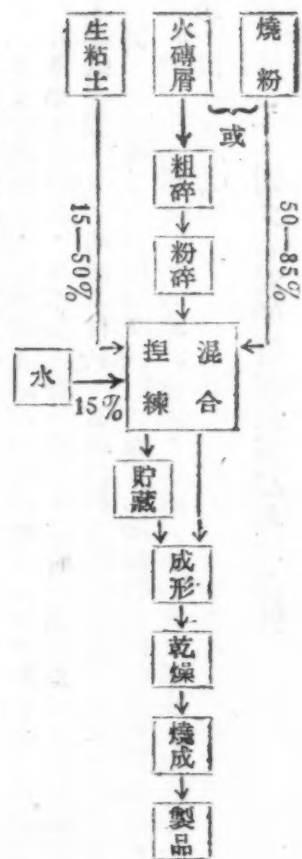 生粘土
火磚屑
燒粉
或
粗碎
粉碎
15—50%
50—85%
混合
捏練
水
15%
貯藏
成形
乾燥
燒成
製品